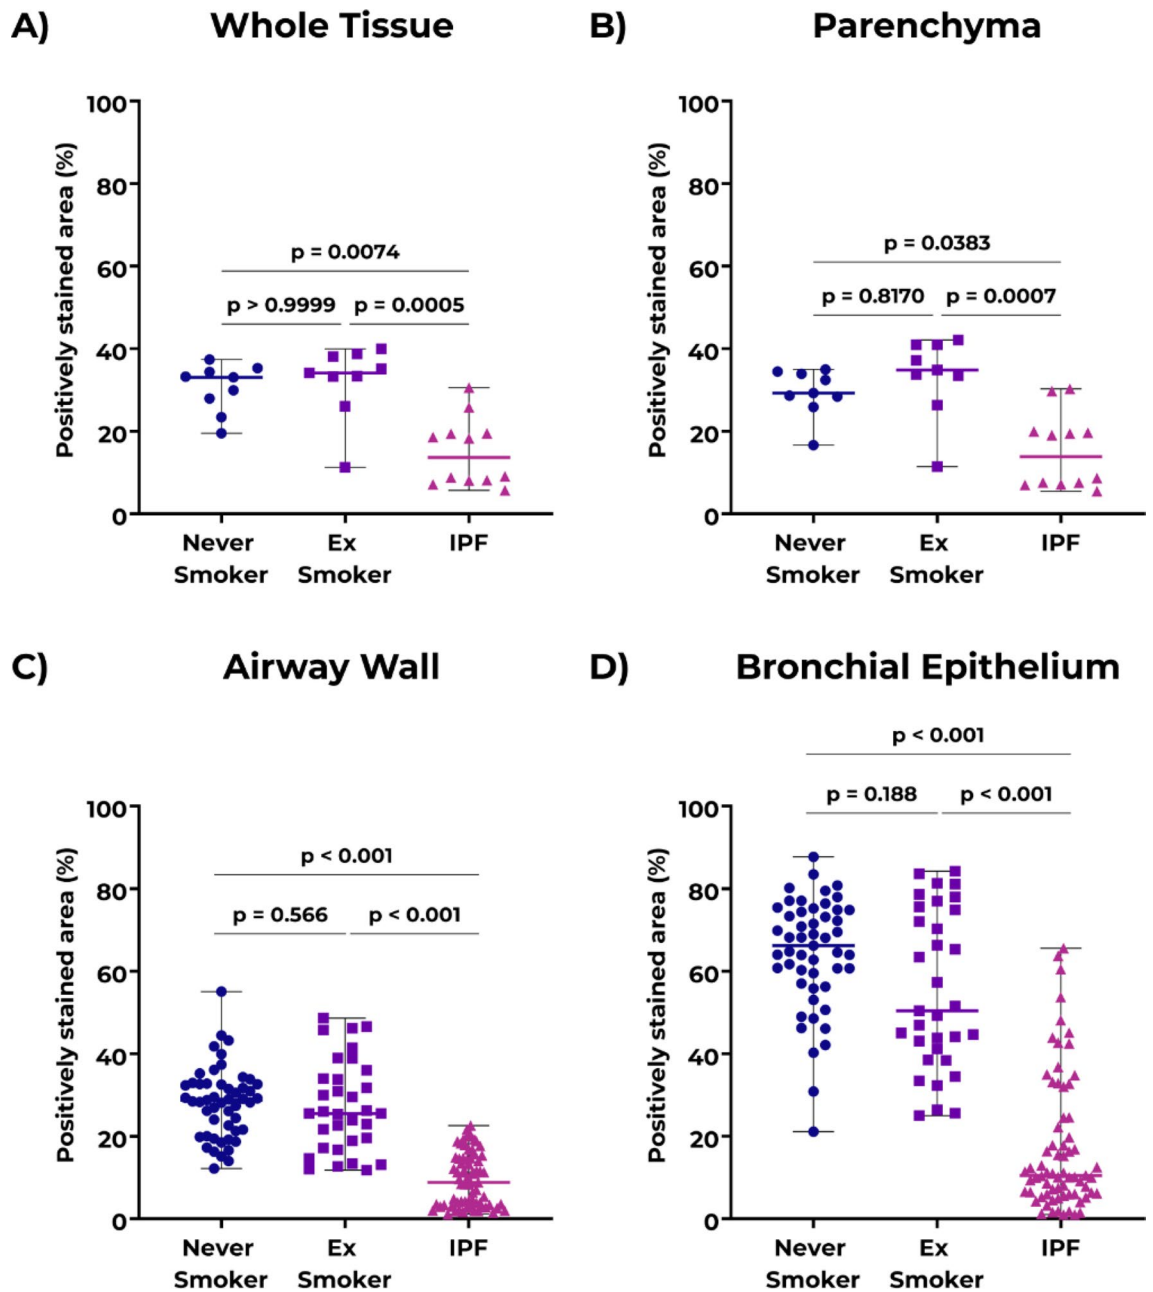 A) Whole Tissue
Positively stained area (%)
100
80
60
40
20
0
p = 0.0074
p > 0.9999 p = 0.0005
Never Ex IPF
Smoker Smoker
B) Parenchyma
Positively stained area (%)
100
80
60
40
20
0
p = 0.0383
p = 0.8170 p = 0.0007
Never Ex IPF
Smoker Smoker
C) Airway Wall
Positively stained area (%)
100
80
60
40
20
0
p < 0.001
p = 0.566 p < 0.001
Never Ex IPF
Smoker Smoker
D) Bronchial Epithelium
p < 0.001
p = 0.188 p < 0.001
Positively stained area (%)
100
80
60
40
20
0
Never Ex IPF
Smoker Smoker